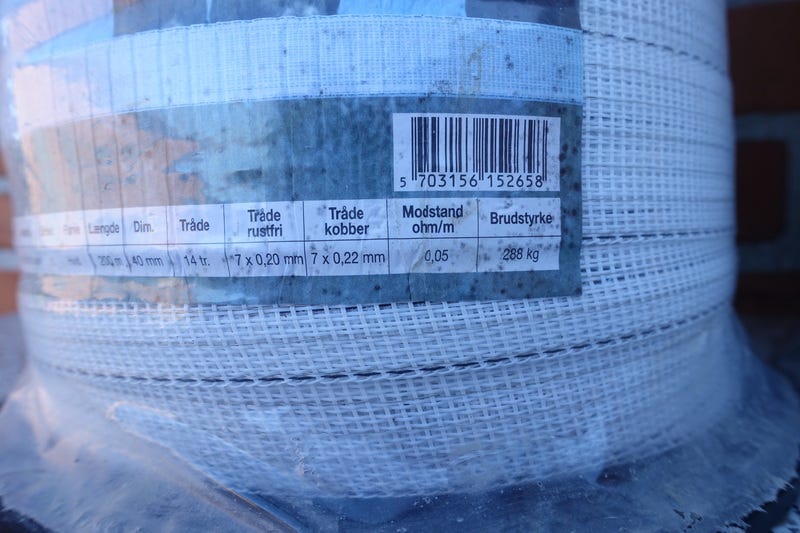 5 703156 152658
Længde Dim. Tråde Tråde rustfri Tråde kobber Modstand ohm/m Brudstyrke
200 m 40 mm 14 tr. 7 x 0,20 mm 7 x 0,22 mm 0,05 288 kg